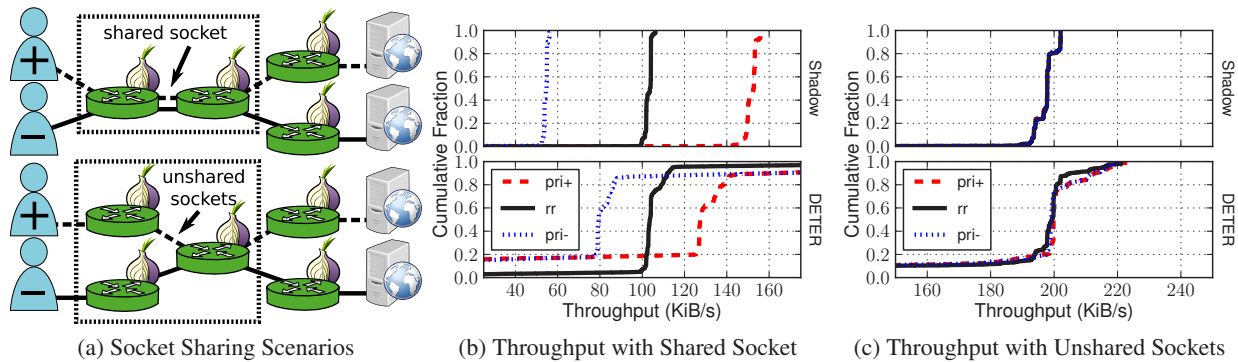 shared socket
+
−
unshared
sockets
+
−
(a) Socket Sharing Scenarios
Cumulative Fraction
1.0
0.8
0.6
0.4
0.2
0.0
Shadow
1.0
0.8
0.6
0.4
0.2
0.0
pri+
rr
pri-
DETER
40 60 80 100 120 140 160
Throughput (KiB/s)
(b) Throughput with Shared Socket
Cumulative Fraction
1.0
0.8
0.6
0.4
0.2
0.0
Shadow
1.0
0.8
0.6
0.4
0.2
0.0
pri+
rr
pri-
DETER
160 180 200 220 240
Throughput (KiB/s)
(c) Throughput with Unshared Sockets